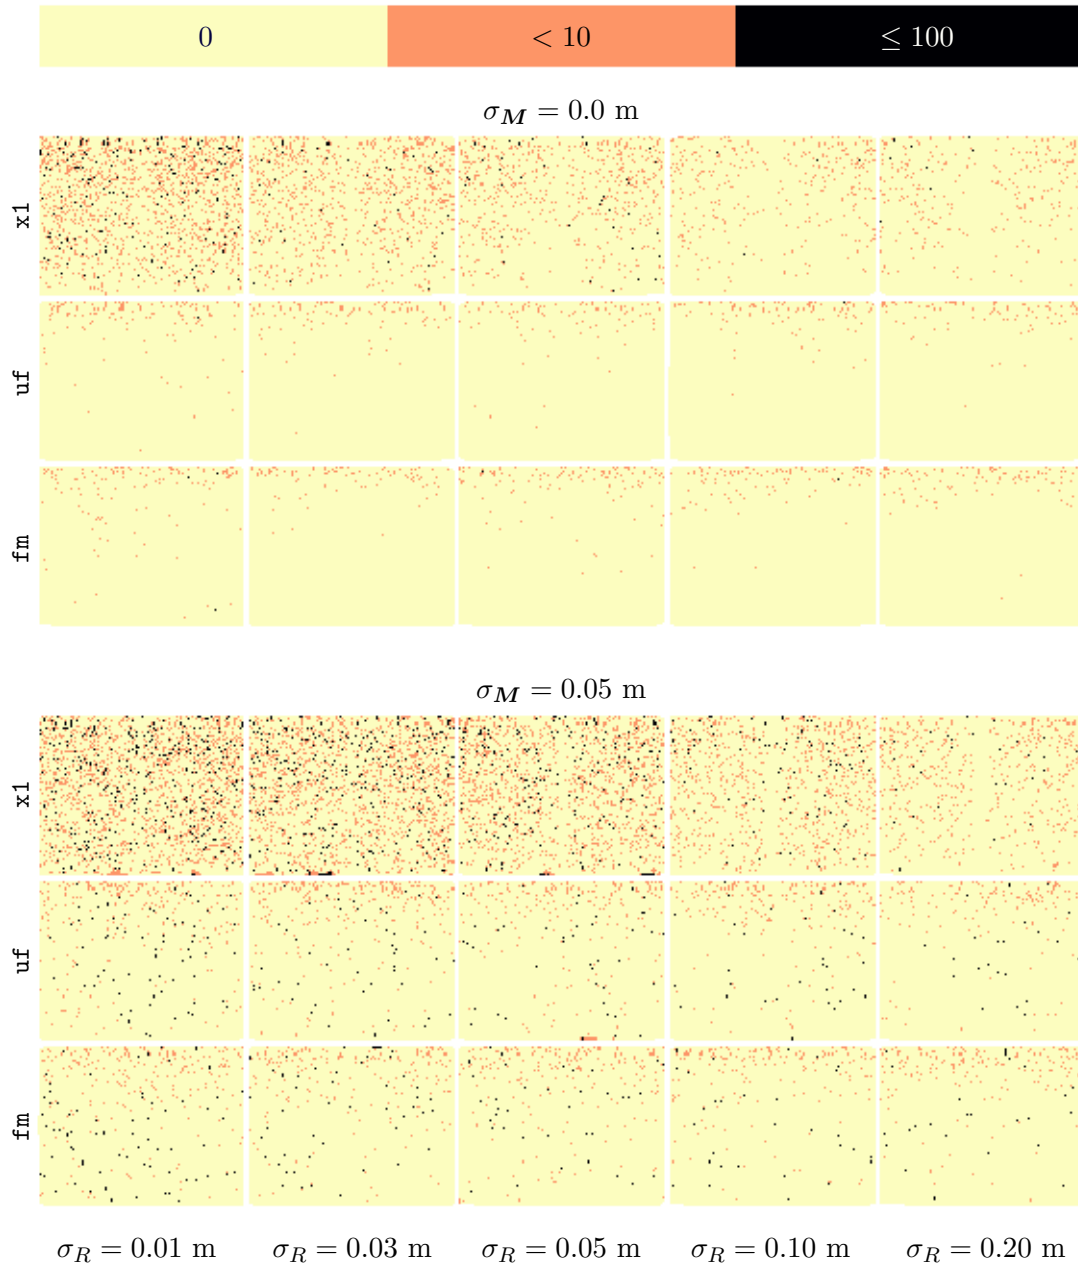 0 < 10 ≤ 100
σ_M = 0.0 m
x1
uf
fm
σ_M = 0.05 m
x1
uf
fm
σ_R = 0.01 m σ_R = 0.03 m σ_R = 0.05 m σ_R = 0.10 m σ_R = 0.20 m